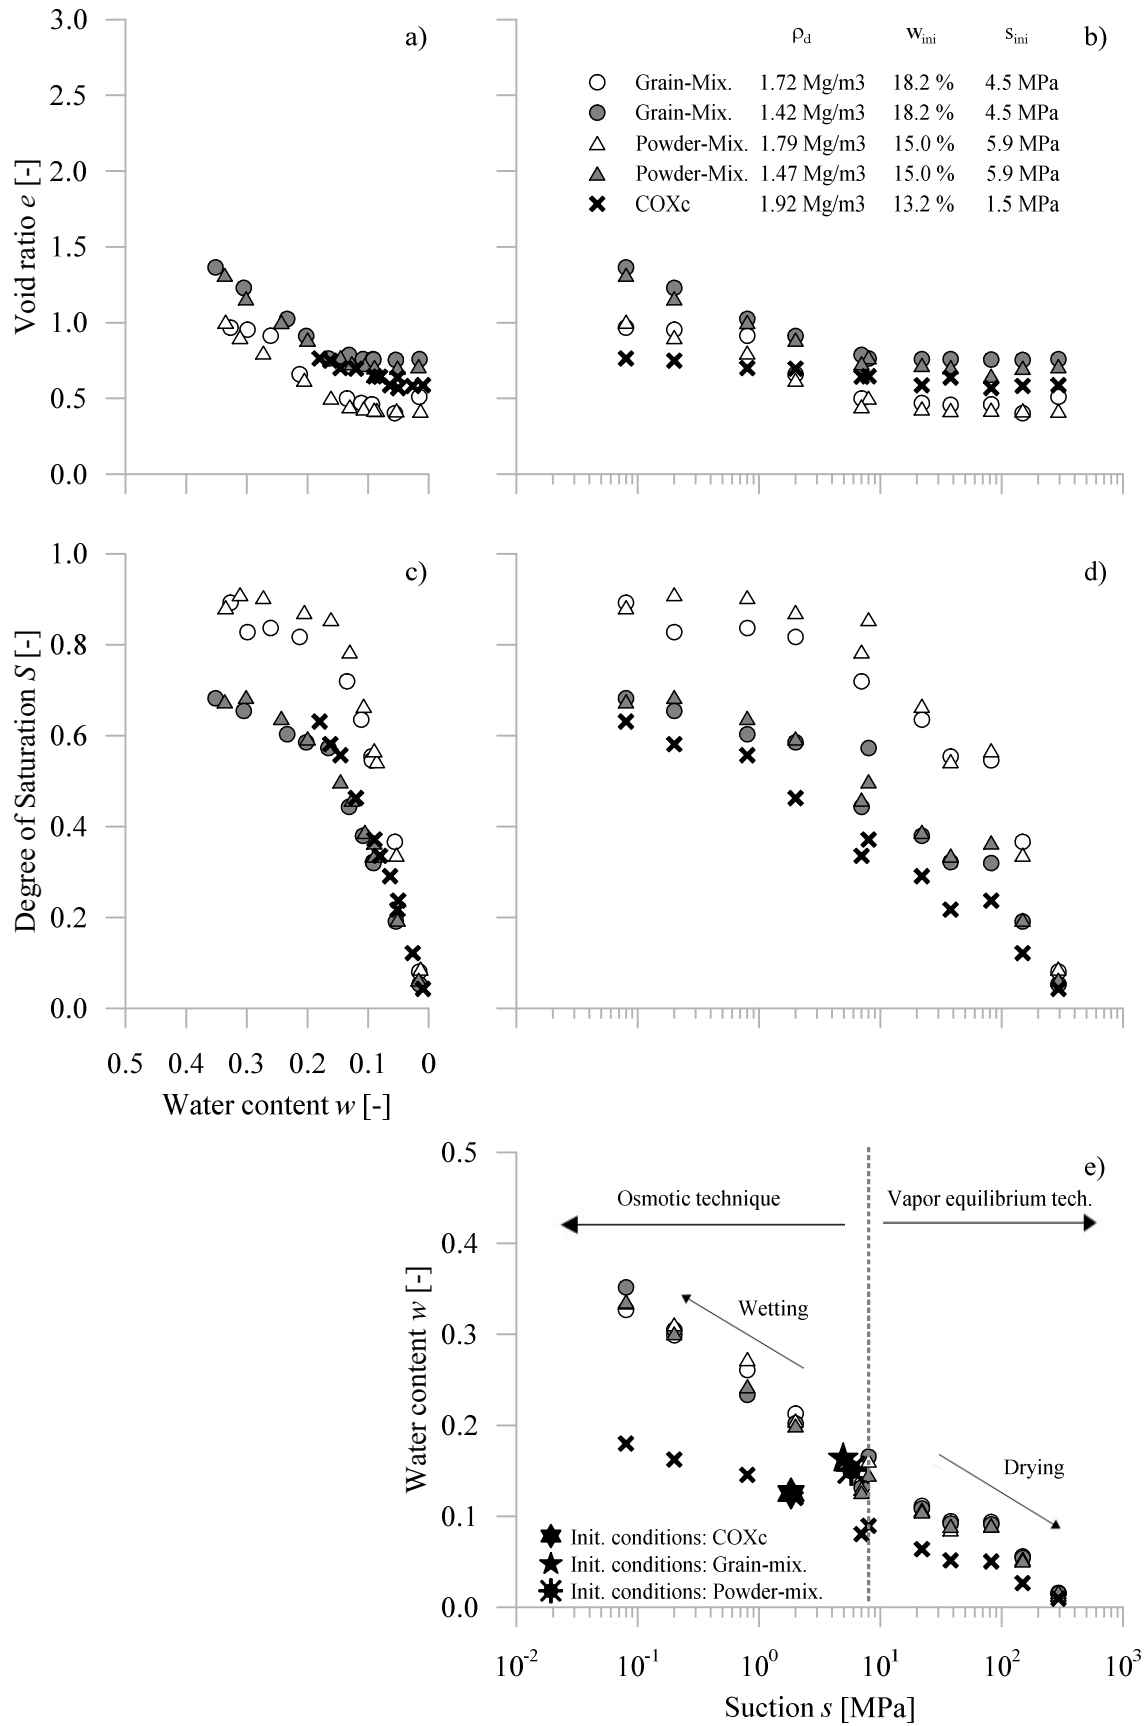 a)
3.0
2.5
2.0
1.5
1.0
0.5
0.0
Void ratio e [-]
b)
ρd wini sini
Grain-Mix. 1.72 Mg/m3 18.2 % 4.5 MPa
Grain-Mix. 1.42 Mg/m3 18.2 % 4.5 MPa
Powder-Mix. 1.79 Mg/m3 15.0 % 5.9 MPa
Powder-Mix. 1.47 Mg/m3 15.0 % 5.9 MPa
COXc 1.92 Mg/m3 13.2 % 1.5 MPa
c)
1.0
0.8
0.6
0.4
0.2
0.0
Degree of Saturation S [-]
0.5 0.4 0.3 0.2 0.1 0
Water content w [-]
d)
e)
0.5
0.4
0.3
0.2
0.1
0.0
Water content w [-]
Osmotic technique
Vapor equilibrium tech.
Wetting
Drying
Init. conditions: COXc
Init. conditions: Grain-mix.
Init. conditions: Powder-mix.
10-2 10-1 100 101 102 103
Suction s [MPa]